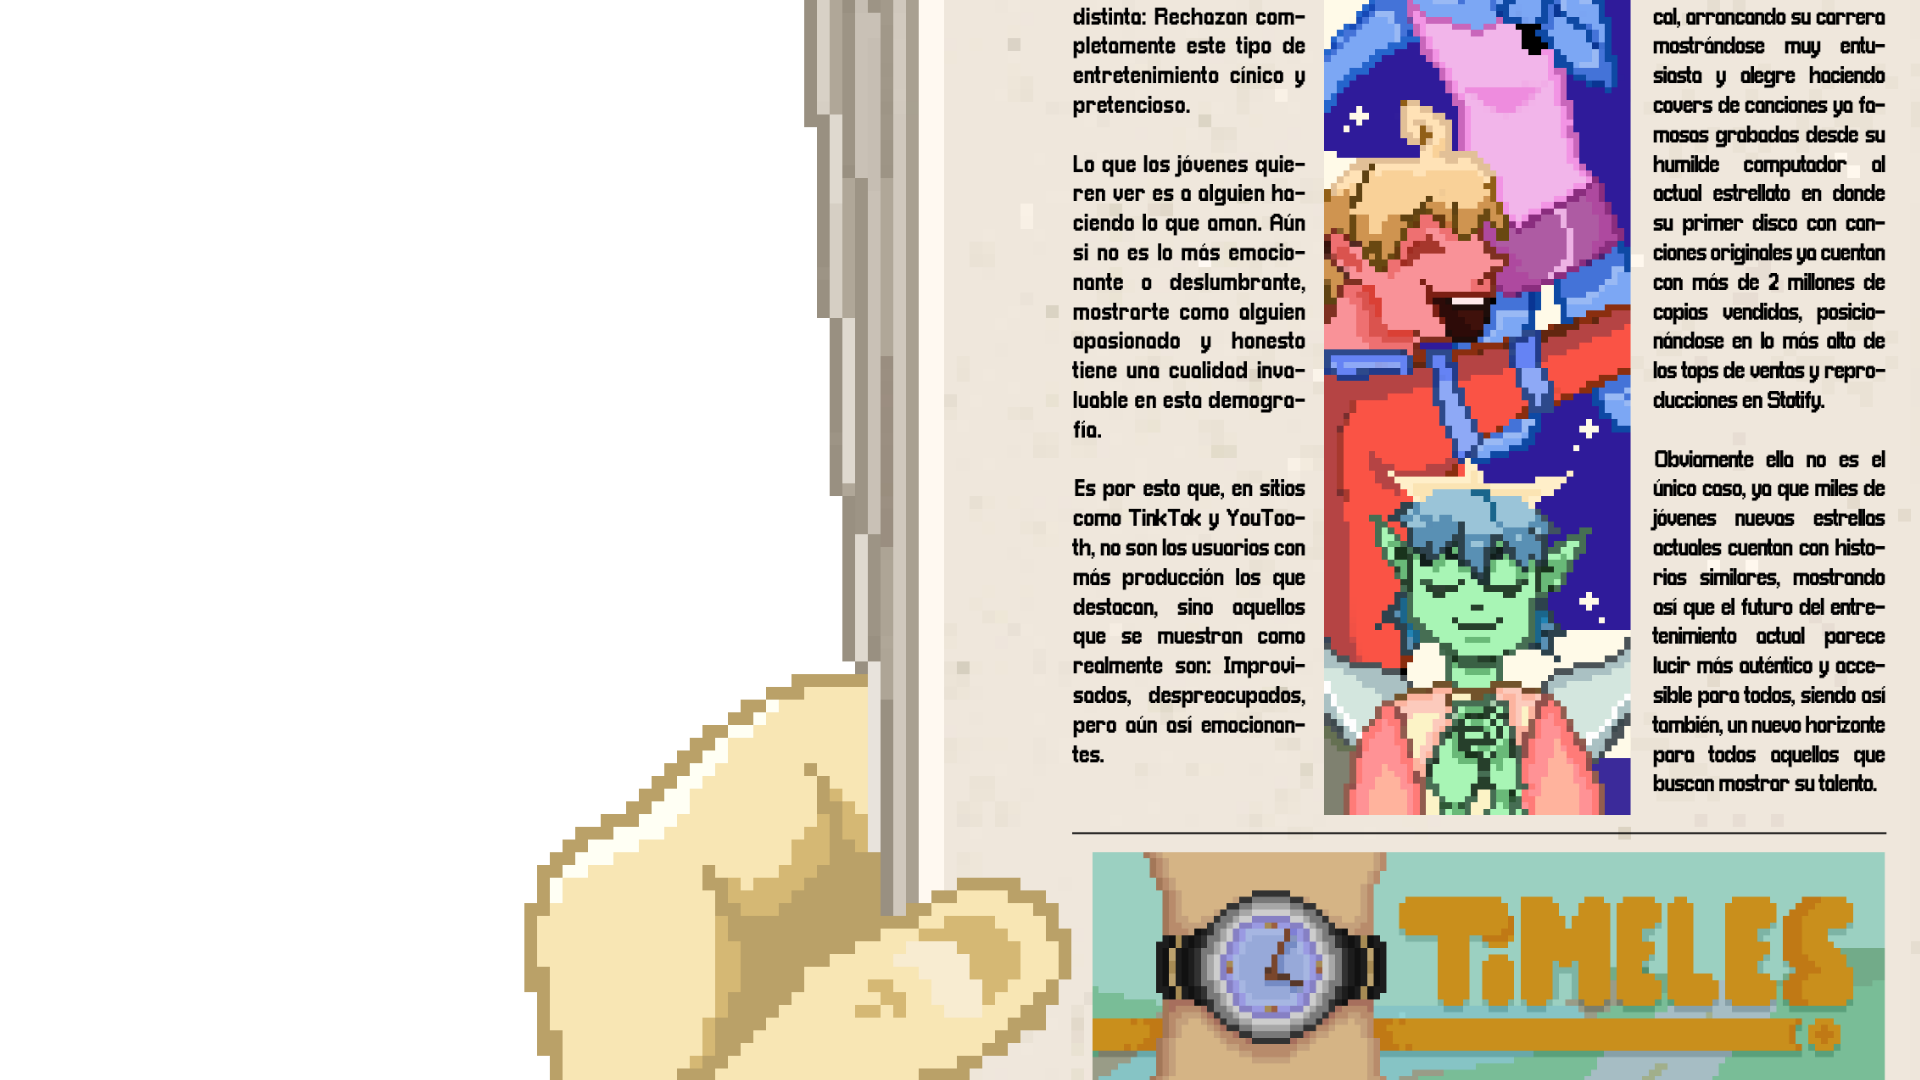 distinta: Rechazan com-
pletamente este tipo de
entretenimiento cínico y
pretencioso.
Lo que los jóvenes quie-
ren ver es a alguien ha-
ciendo lo que aman. Aún
si no es lo más emocio-
nante o deslumbrante,
mostrarte como alguien
apasionado y honesto
tiene una cualidad inva-
luable en esta demogra-
fía.
Es por esto que, en sitios
como TinkTok y YouToo-
th, no son los usuarios con
más producción los que
destacan, sino aquellos
que se muestran como
realmente son: Improvi-
sados, despreocupados,
pero aún así emocionan-
tes.
cal, arrancando su carrera
mostrándose muy entu-
siasta y alegre haciendo
covers de canciones ya fa-
mosas grabadas desde su
humilde computador al
actual estrellato en donde
su primer disco con can-
ciones originales ya cuentan
con más de 2 millones de
copias vendidas, posicio-
nándose en lo más alto de
los tops de ventas y repro-
ducciones en Statify.
Obviamente ella no es el
único caso, ya que miles de
jóvenes nuevas estrellas
actuales cuentan con histo-
rias similares, mostrando
así que el futuro del entre-
tenimiento actual parece
lucir más auténtico y acce-
sible para todos, siendo así
también, un nuevo horizonte
para todos aquellos que
buscan mostrar su talento.
TiMELES